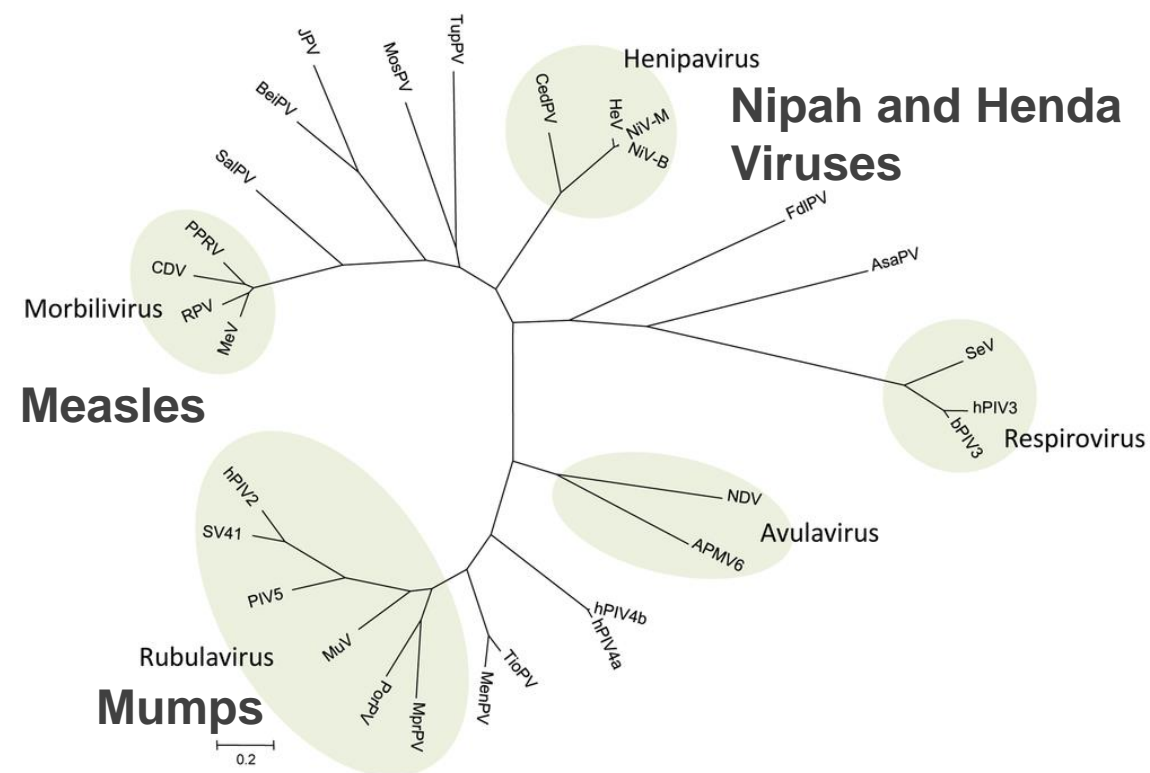 TupPV
JPV
MosPV
Henipavirus
CedPV
BeiPV
HeV
NiV-M
NiV-B
Nipah and Henda
Viruses
SalPV
FdlPV
AsaPV
PPRV
CDV
RPV
MeV
Morbilivirus
Measles
SeV
hPIV3
bPIV3
Respirovirus
hPIV2
SV41
PIV5
MuV
PorPV
MprPV
Rubulavirus
Mumps
NDV
APMV6
Avulavirus
hPIV4b
hPIV4a
TioPV
MenPV
0.2